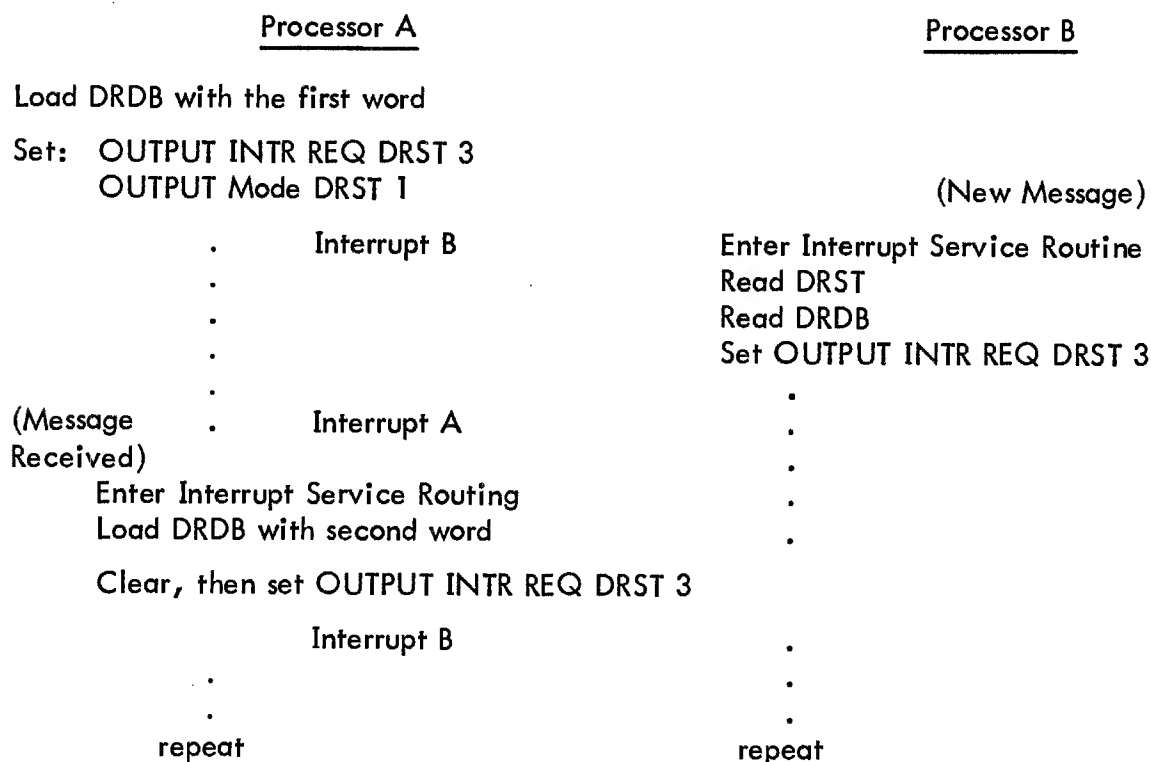 Processor A Processor B
Load DRDB with the first word
Set: OUTPUT INTR REQ DRST 3
OUTPUT Mode DRST 1 (New Message)
. Interrupt B Enter Interrupt Service Routine
. Read DRST
. Read DRDB
. Set OUTPUT INTR REQ DRST 3
. .
(Message . Interrupt A .
Received) .
Enter Interrupt Service Routing .
Load DRDB with second word .
Clear, then set OUTPUT INTR REQ DRST 3
Interrupt B .
. .
. .
repeat repeat